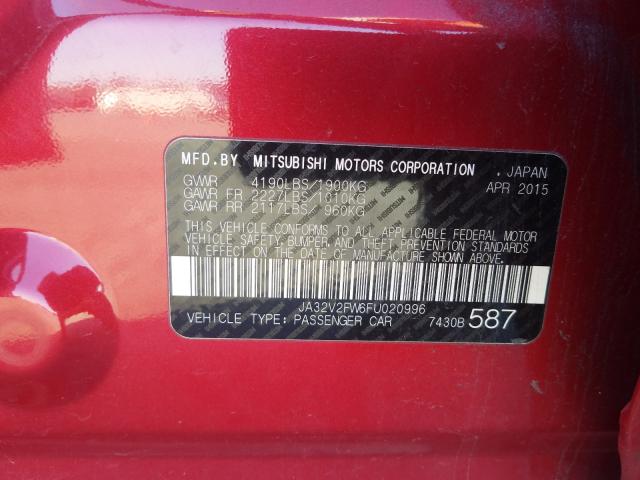 MFD.BY MITSUBISHI MOTORS CORPORATION , JAPAN
GVWR 4190LBS/1900KG APR 2015
GAWR FR 2227LBS/1010KG
GAWR RR 2117LBS/ 960KG
THIS VEHICLE CONFORMS TO ALL APPLICABLE FEDERAL MOTOR
VEHICLE SAFETY, BUMPER, AND THEFT PREVENTION STANDARDS
IN EFFECT ON THE DATE OF MANUFACTURE SHOWN ABOVE.
JA32V2FW6FU020996
VEHICLE TYPE: PASSENGER CAR 7430B 587